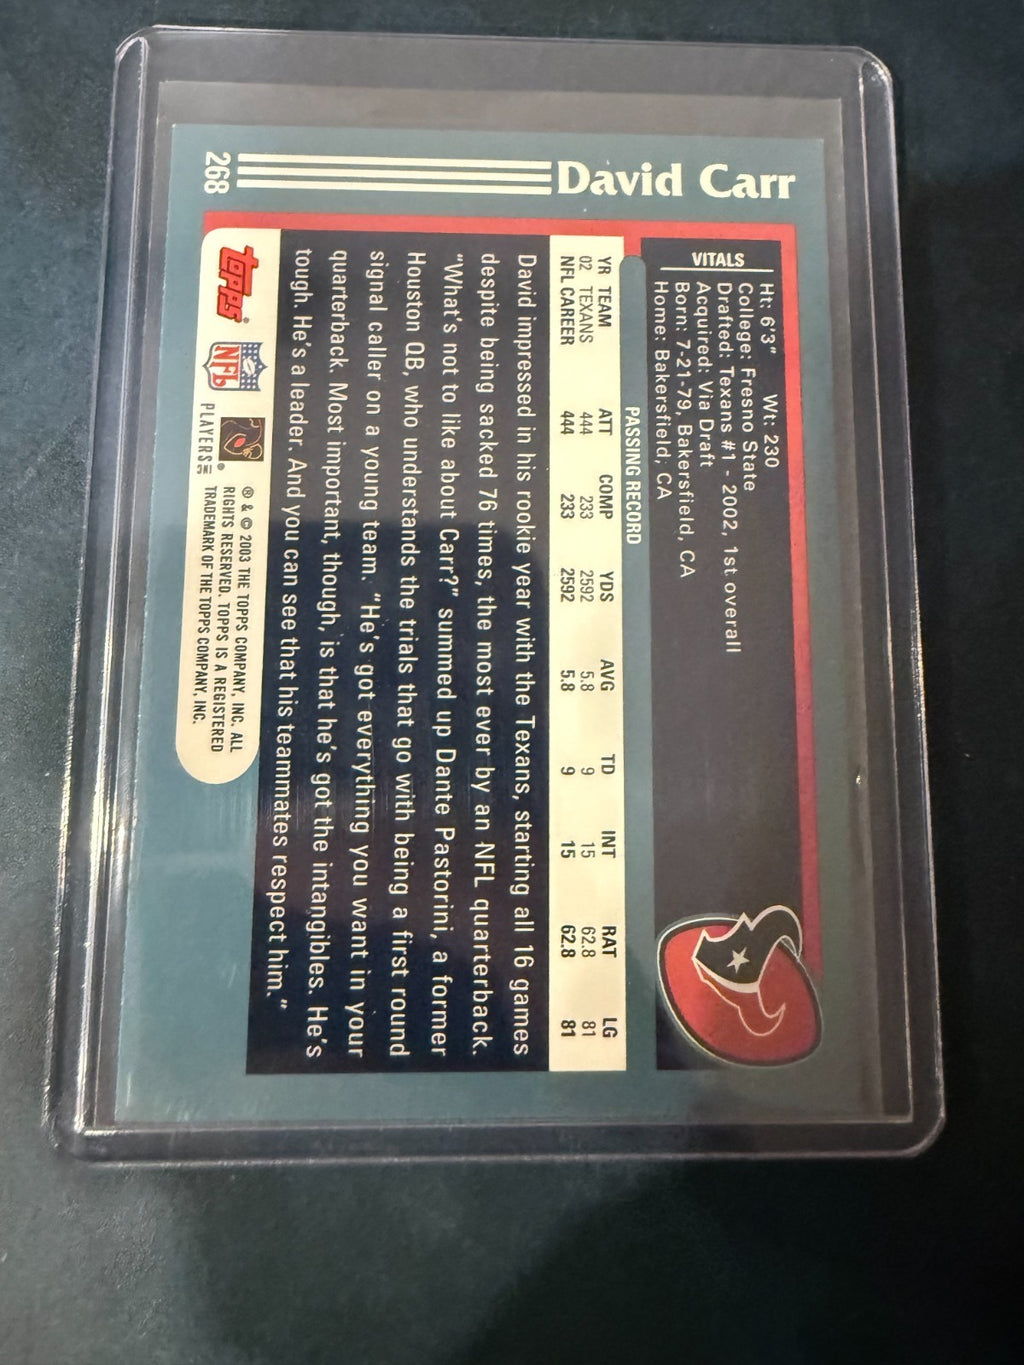 268
David Carr
VITALS
Ht: 6'3" Wt: 230
College: Fresno State
Drafted: Texans #1 - 2002, 1st overall
Acquired: Via Draft
Born: 7-21-79, Bakersfield, CA
Home: Bakersfield, CA
PASSING RECORD
YR TEAM ATT COMP YDS AVG TD INT RAT LG
02 TEXANS 444 233 2592 5.8 9 15 62.8 81
NFL CAREER 444 233 2592 5.8 9 15 62.8 81
David impressed in his rookie year with the Texans, starting all 16 games
despite being sacked 76 times, the most ever by an NFL quarterback.
"What's not to like about Carr?" summed up Dante Pastorini, a former
Houston QB, who understands the trials that go with being a first round
signal caller on a young team. "He's got everything you want in your
quarterback. Most important, though, is that he's got the intangibles. He's
tough. He's a leader. And you can see that his teammates respect him."
topps®
NFL
PLAYERS
® & © 2003 THE TOPPS COMPANY, INC. ALL
RIGHTS RESERVED. TOPPS IS A REGISTERED
TRADEMARK OF THE TOPPS COMPANY, INC.